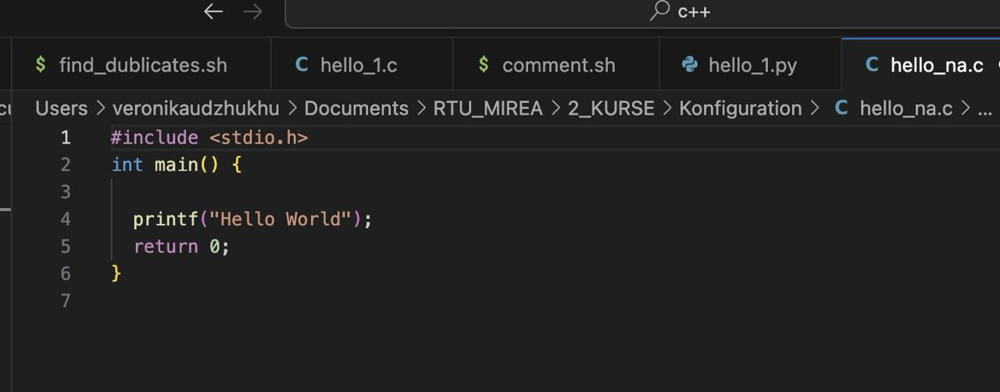 c++
$ find_dublicates.sh C hello_1.c $ comment.sh hello_1.py C hello_na.c
Users > veronikaudzhukhu > Documents > RTU_MIREA > 2_KURSE > Konfiguration > C hello_na.c > ...
1 #include <stdio.h>
2 int main() {
3
4 printf("Hello World");
5 return 0;
6 }
7